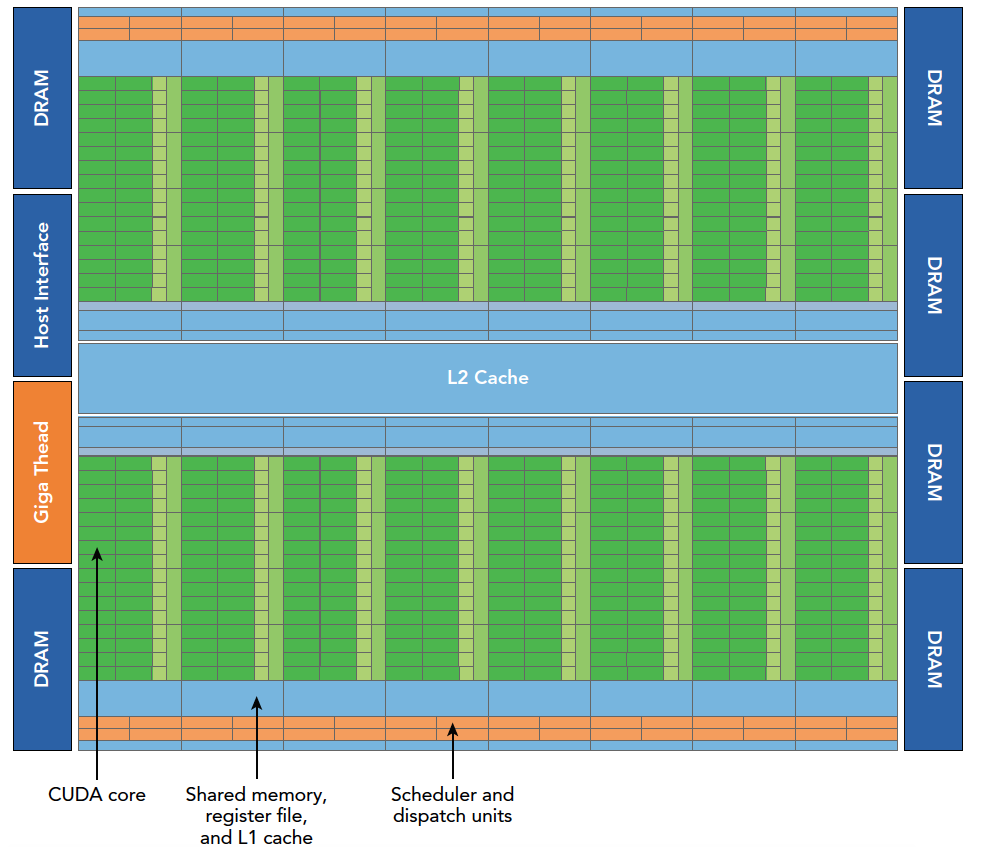 DRAM
Host Interface
Giga Thead
DRAM
L2 Cache
DRAM
DRAM
DRAM
DRAM
CUDA core
Shared memory,
register file,
and L1 cache
Scheduler and
dispatch units